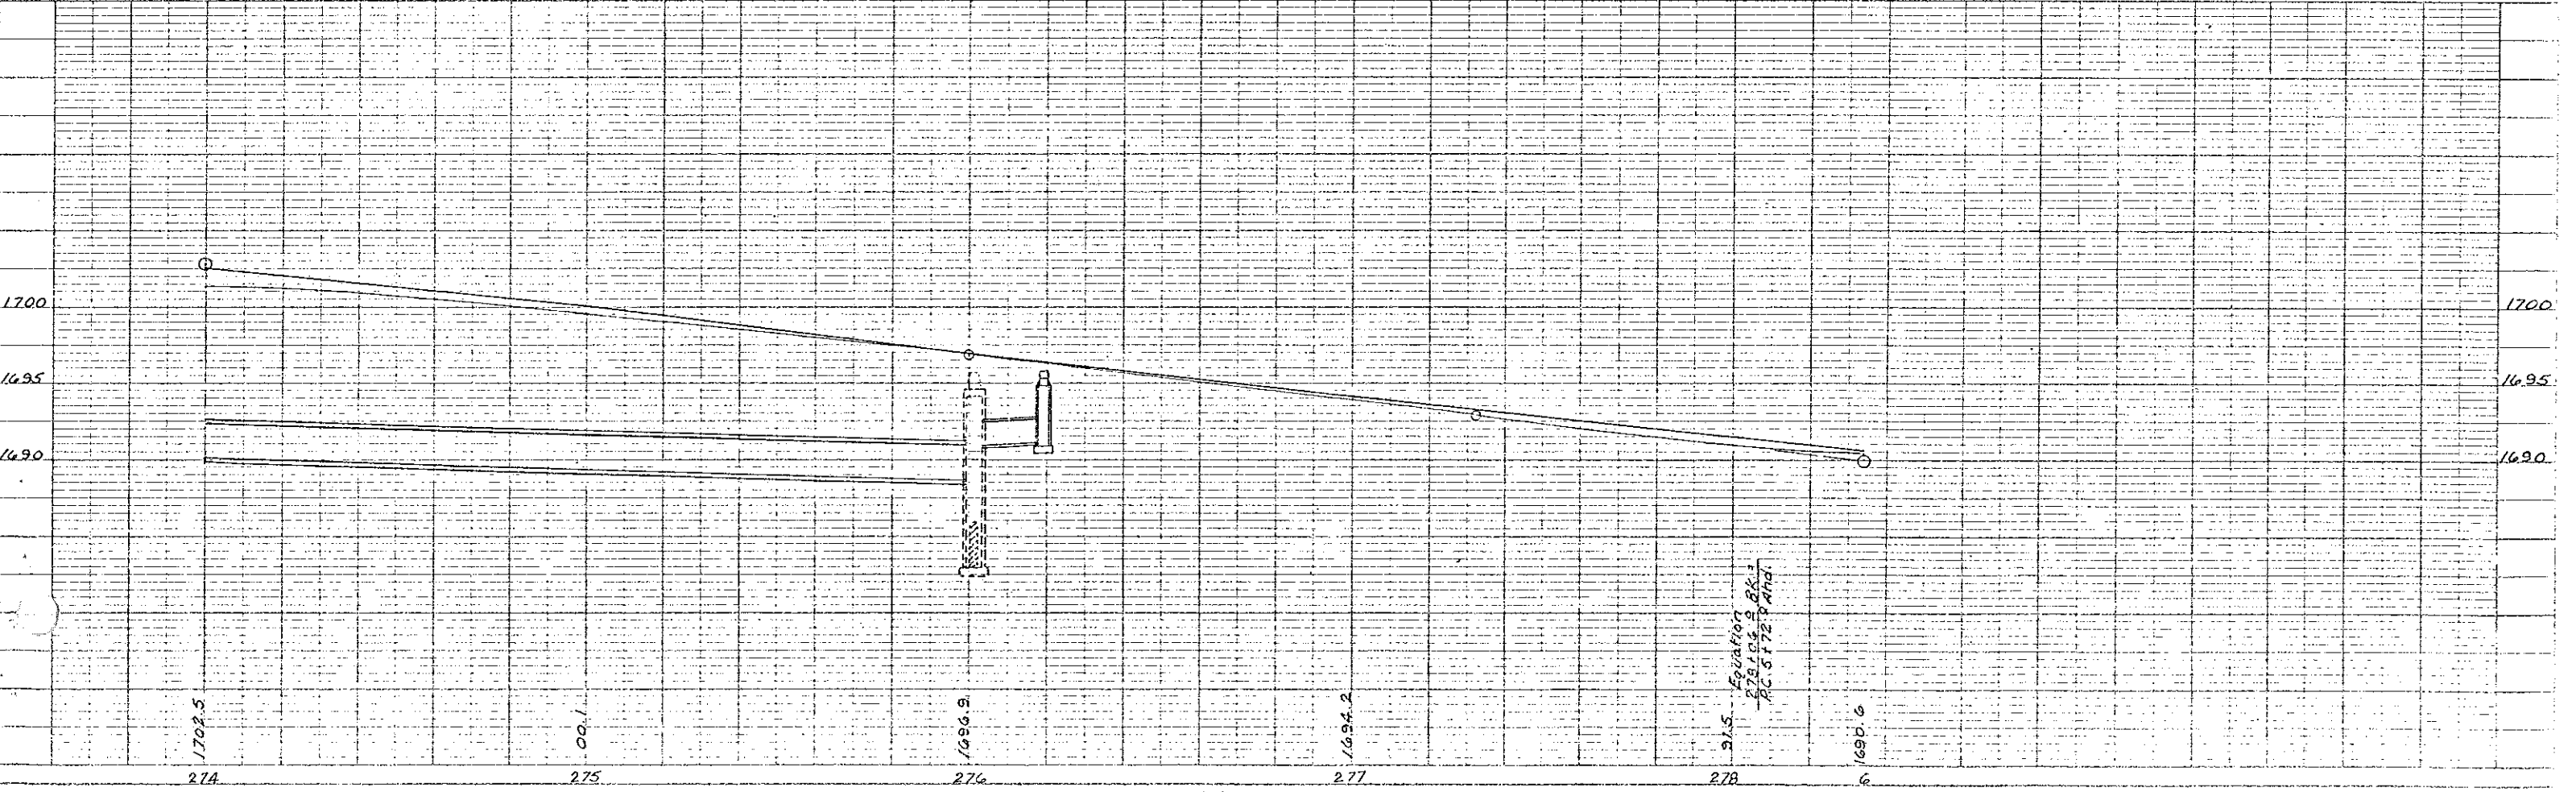 1700 1700
1695 1695
1690 1690
Equation
278+06.9 BK =
P.C. 5+72.9 Ahd.
1702.5 00.1 1696.9 1694.2 91.5 1690.6
274 275 276 277 278 6